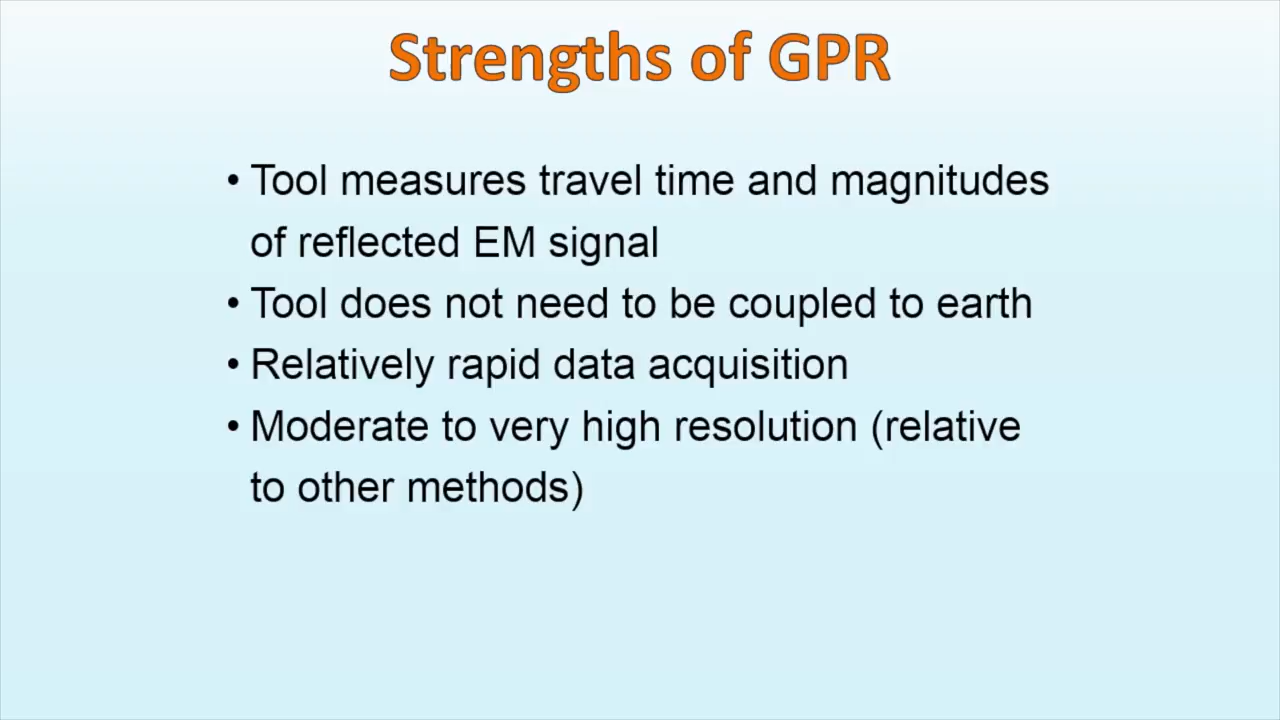 Strengths of GPR
• Tool measures travel time and magnitudes
of reflected EM signal
• Tool does not need to be coupled to earth
• Relatively rapid data acquisition
• Moderate to very high resolution (relative
to other methods)